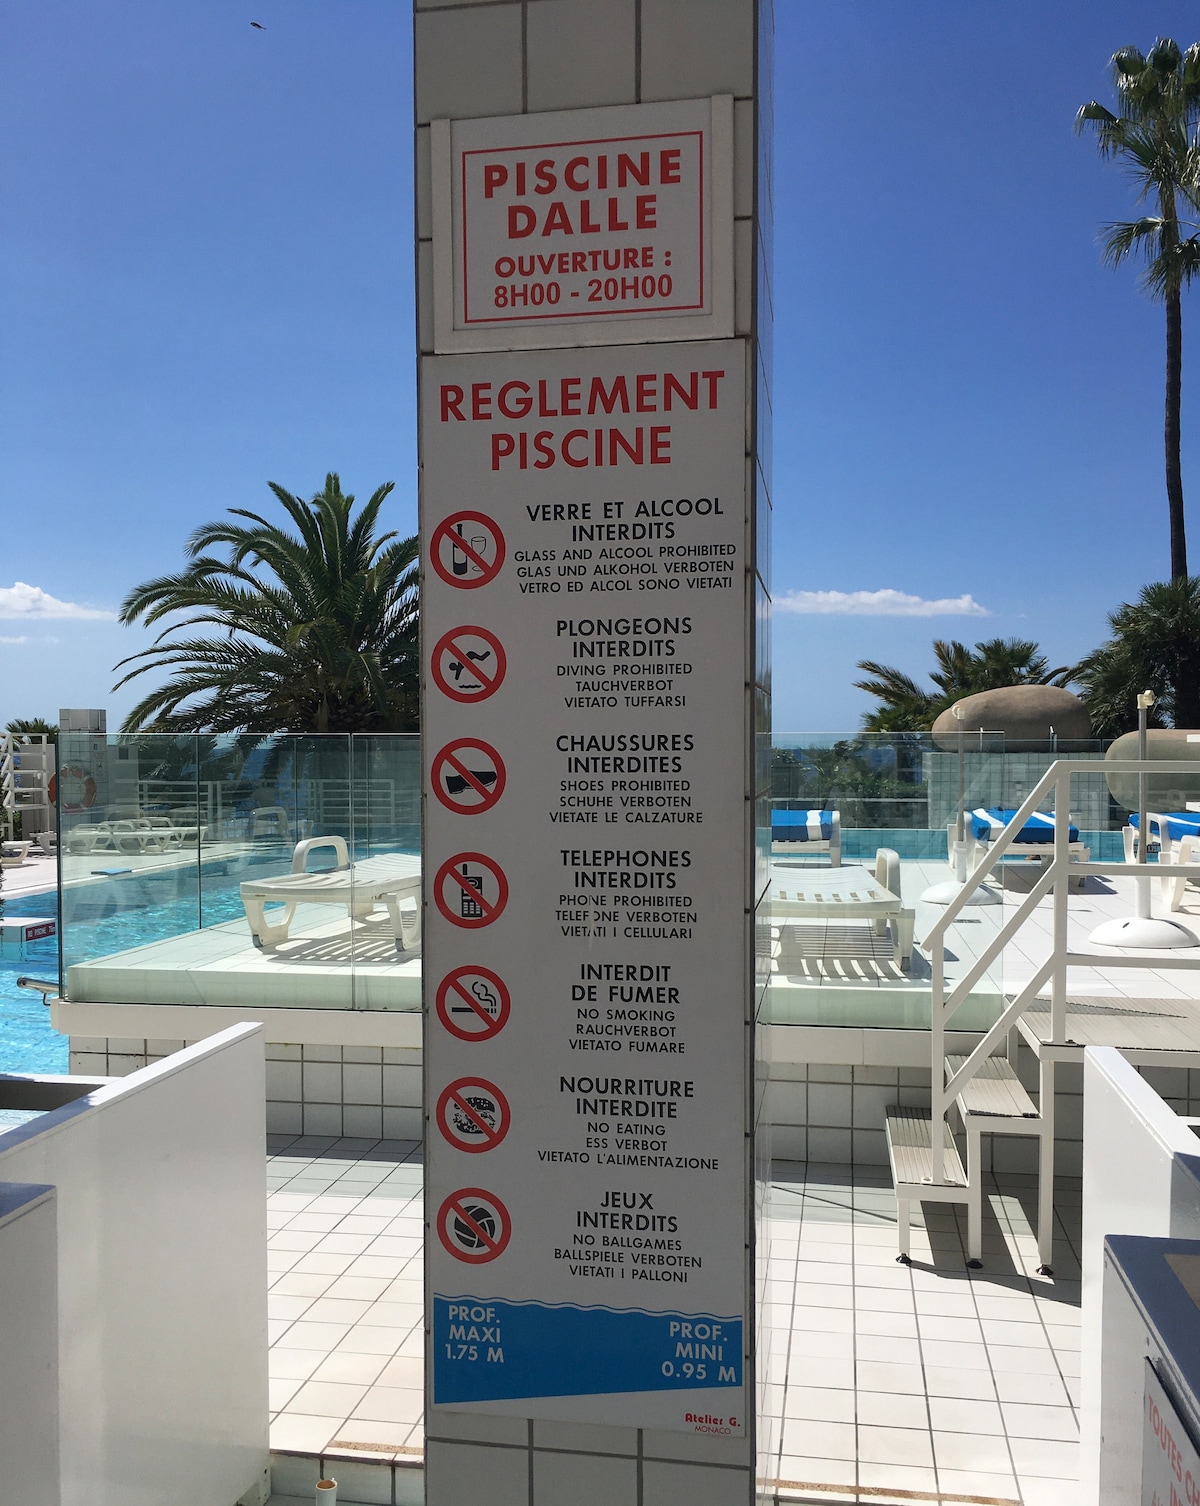 PISCINE
DALLE
OUVERTURE :
8H00 - 20H00
REGLEMENT
PISCINE
VERRE ET ALCOOL
INTERDITS
GLASS AND ALCOOL PROHIBITED
GLAS UND ALKOHOL VERBOTEN
VETRO ED ALCOL SONO VIETATI
PLONGEONS
INTERDITS
DIVING PROHIBITED
TAUCHVERBOT
VIETATO TUFFARSI
CHAUSSURES
INTERDITES
SHOES PROHIBITED
SCHUHE VERBOTEN
VIETATE LE CALZATURE
TELEPHONES
INTERDITS
PHONE PROHIBITED
TELEFONE VERBOTEN
VIETATI I CELLULARI
INTERDIT
DE FUMER
NO SMOKING
RAUCHVERBOT
VIETATO FUMARE
NOURRITURE
INTERDITE
NO EATING
ESS VERBOT
VIETATO L'ALIMENTAZIONE
JEUX
INTERDITS
NO BALLGAMES
BALLSPIELE VERBOTEN
VIETATI I PALLONI
PROF.
MAXI
1.75 M
PROF.
MINI
0.95 M
Atelier G.
MONACO
TOUTES